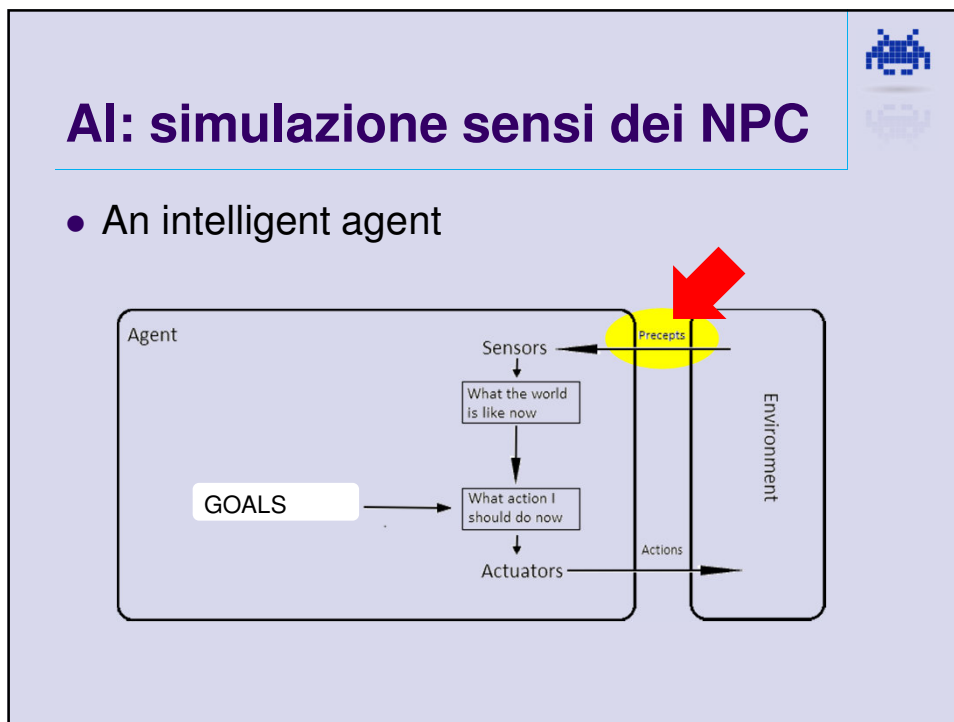 AI: simulazione sensi dei NPC
An intelligent agent
Agent
Sensors
Precepts
What the world
is like now
Environment
GOALS
What action I
should do now
Actuators
Actions